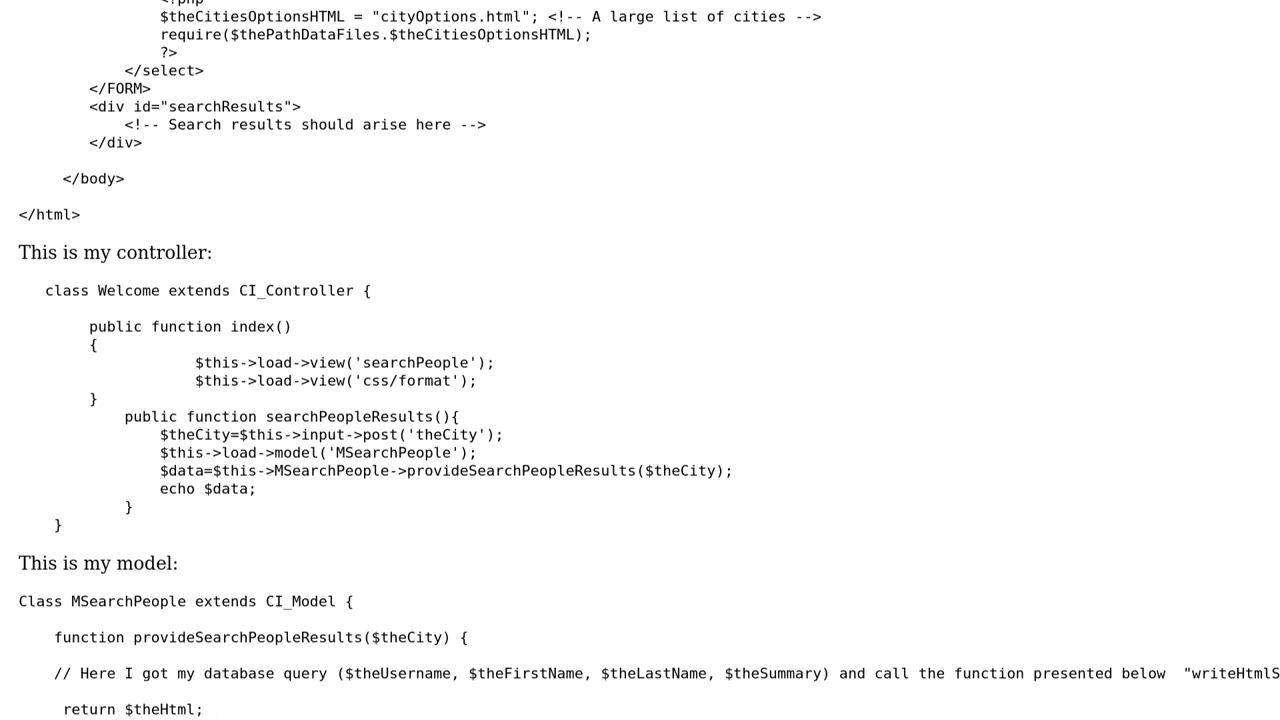 <?php
$theCitiesOptionsHTML = "cityOptions.html"; <!-- A large list of cities -->
require($thePathDataFiles.$theCitiesOptionsHTML);
?>
</select>
</FORM>
<div id="searchResults">
<!-- Search results should arise here -->
</div>
</body>
</html>
This is my controller:
class Welcome extends CI_Controller {
public function index()
{
$this->load->view('searchPeople');
$this->load->view('css/format');
}
public function searchPeopleResults(){
$theCity=$this->input->post('theCity');
$this->load->model('MSearchPeople');
$data=$this->MSearchPeople->provideSearchPeopleResults($theCity);
echo $data;
}
}
This is my model:
Class MSearchPeople extends CI_Model {
function provideSearchPeopleResults($theCity) {
// Here I got my database query ($theUsername, $theFirstName, $theLastName, $theSummary) and call the function presented below  "writeHtmlS
return $theHtml;